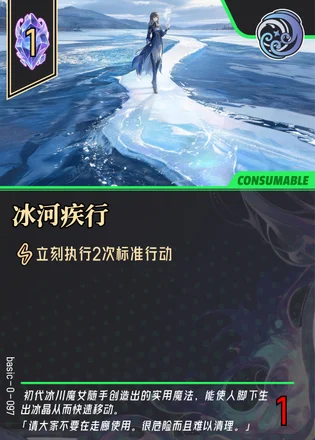 1
CONSUMABLE
冰河疾行
立刻执行2次标准行动
basic-0-097
初代冰川魔女随手创造出的实用魔法，能使人脚下生
出冰晶从而快速移动。
「请大家不要在走廊使用。很危险而且难以清理。」
1